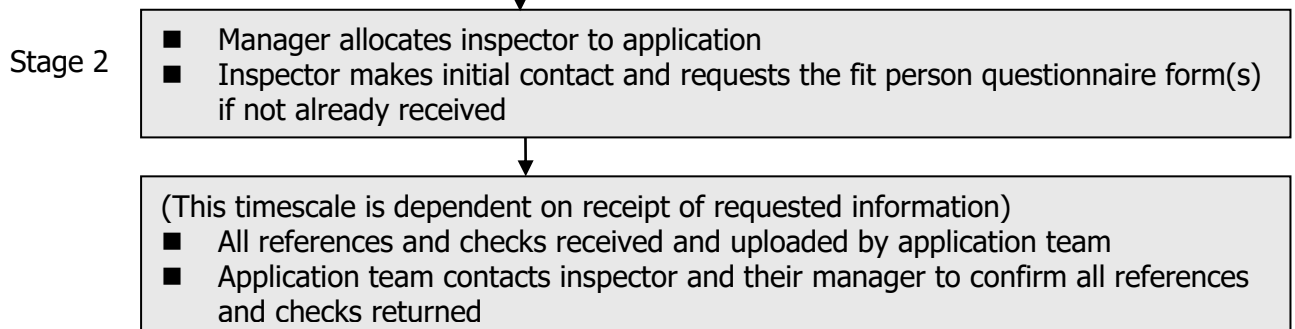 Stage 2
■ Manager allocates inspector to application
■ Inspector makes initial contact and requests the fit person questionnaire form(s)
if not already received
(This timescale is dependent on receipt of requested information)
■ All references and checks received and uploaded by application team
■ Application team contacts inspector and their manager to confirm all references
and checks returned